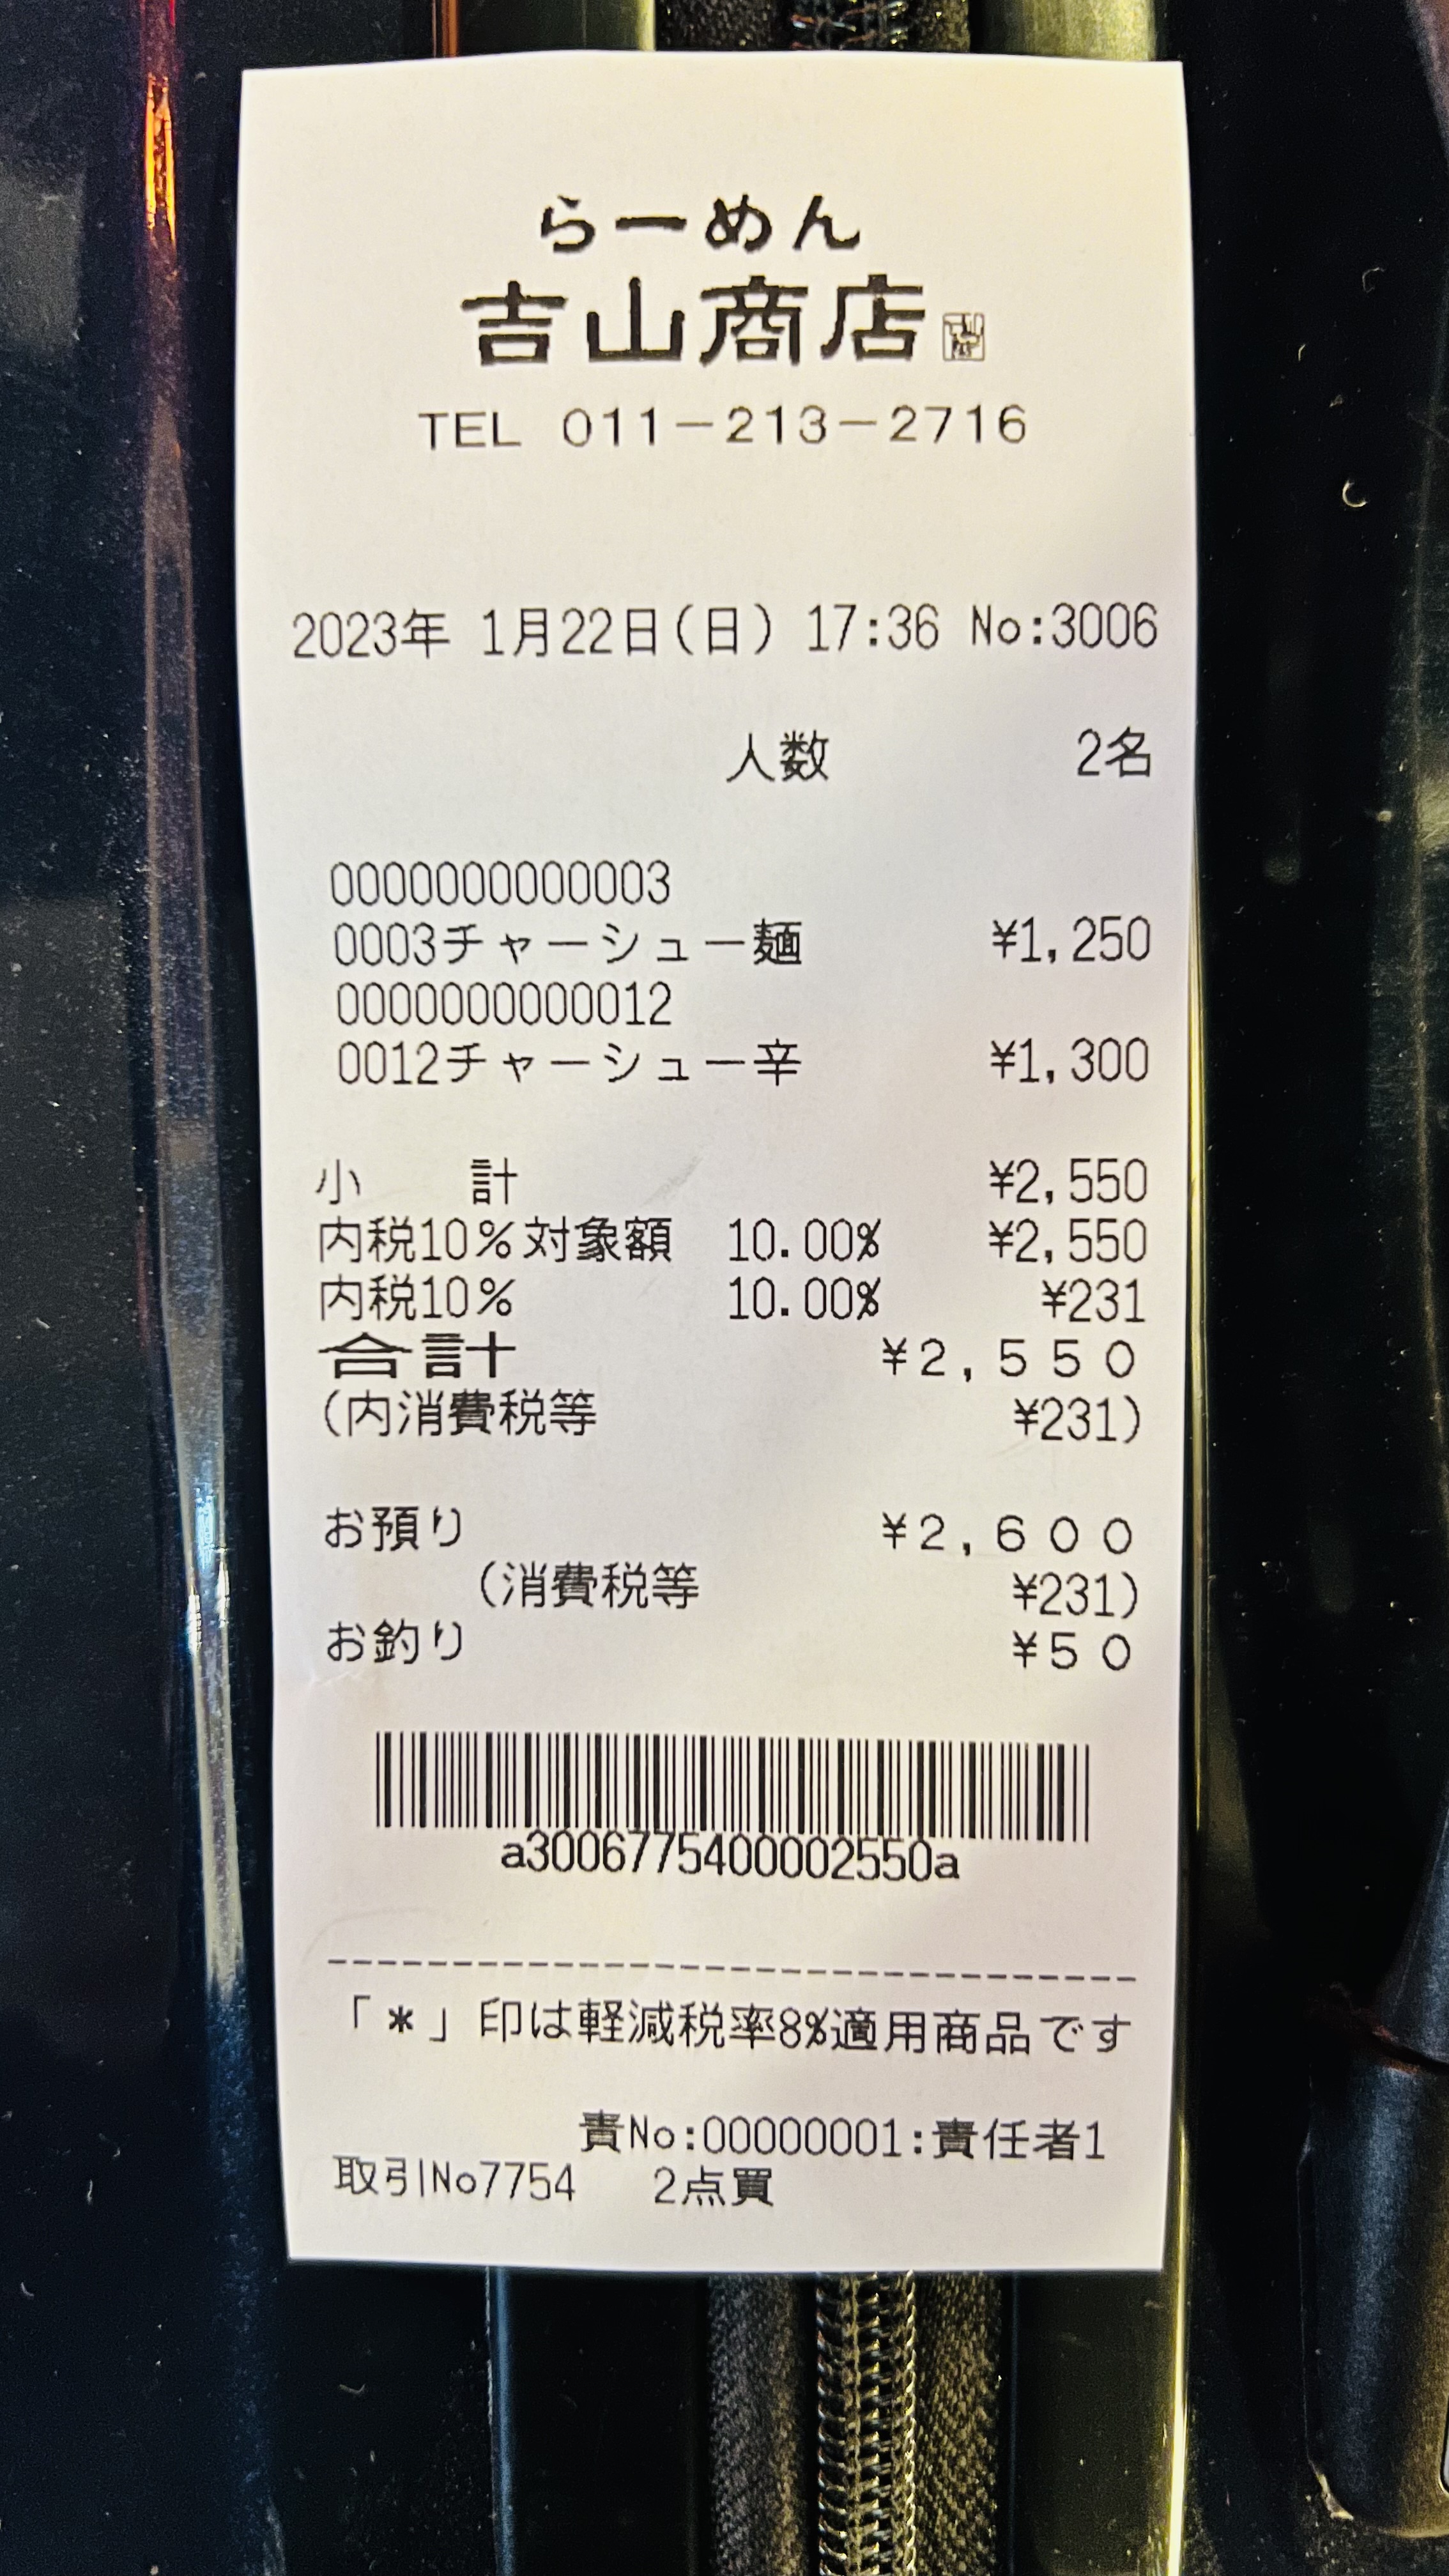 らーめん
吉山商店
TEL 011-213-2716
2023年 1月22日(日) 17:36 No:3006
人数 2名
0000000000003
0003チャーシュー麺 ¥1,250
0000000000012
0012チャーシュー辛 ¥1,300
小 計 ¥2,550
内税10%対象額 10.00% ¥2,550
内税10% 10.00% ¥231
合計 ¥2,550
(内消費税等 ¥231)
お預り ¥2,600
(消費税等 ¥231)
お釣り ¥50
a3006775400002550a
「*」印は軽減税率8%適用商品です
責No:00000001:責任者1
取引No7754 2点買